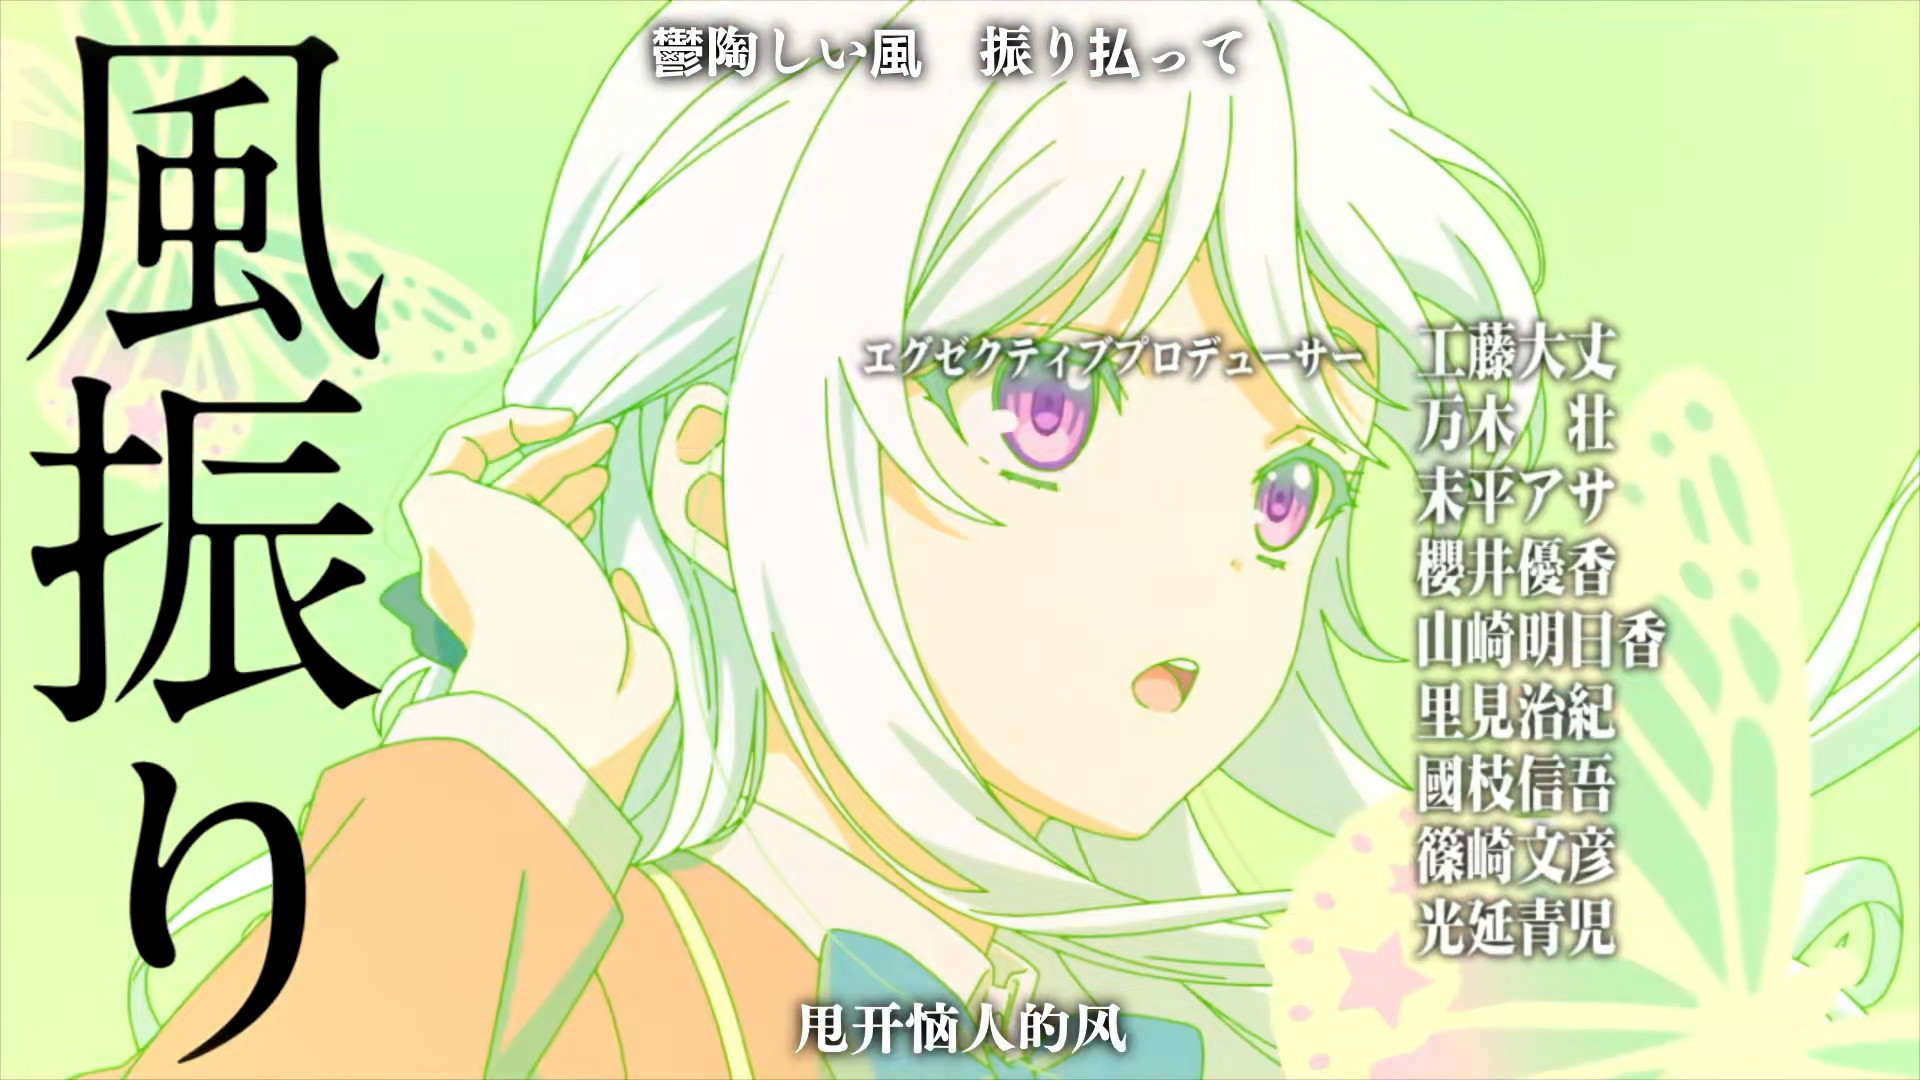 鬱陶しい風　振り払って
風振り
エグゼクティブプロデューサー
工藤大丈
万木　壮
末平アサ
櫻井優香
山崎明日香
里見治紀
國枝信吾
篠崎文彦
光延青児
甩开恼人的风